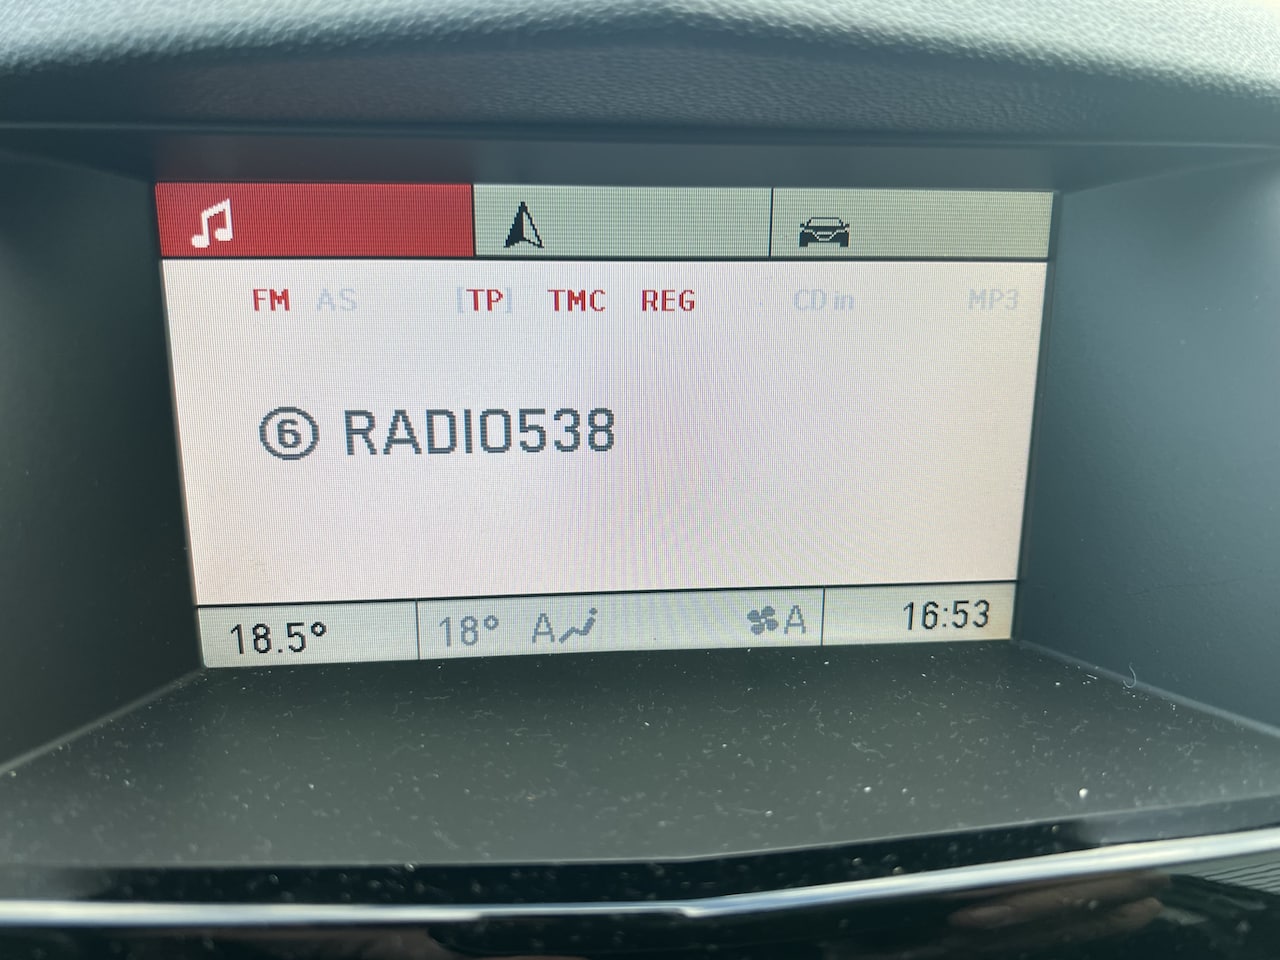 FM AS [TP] TMC REG CD in MP3
6 RADIO538
18.5° 18° A A 16:53